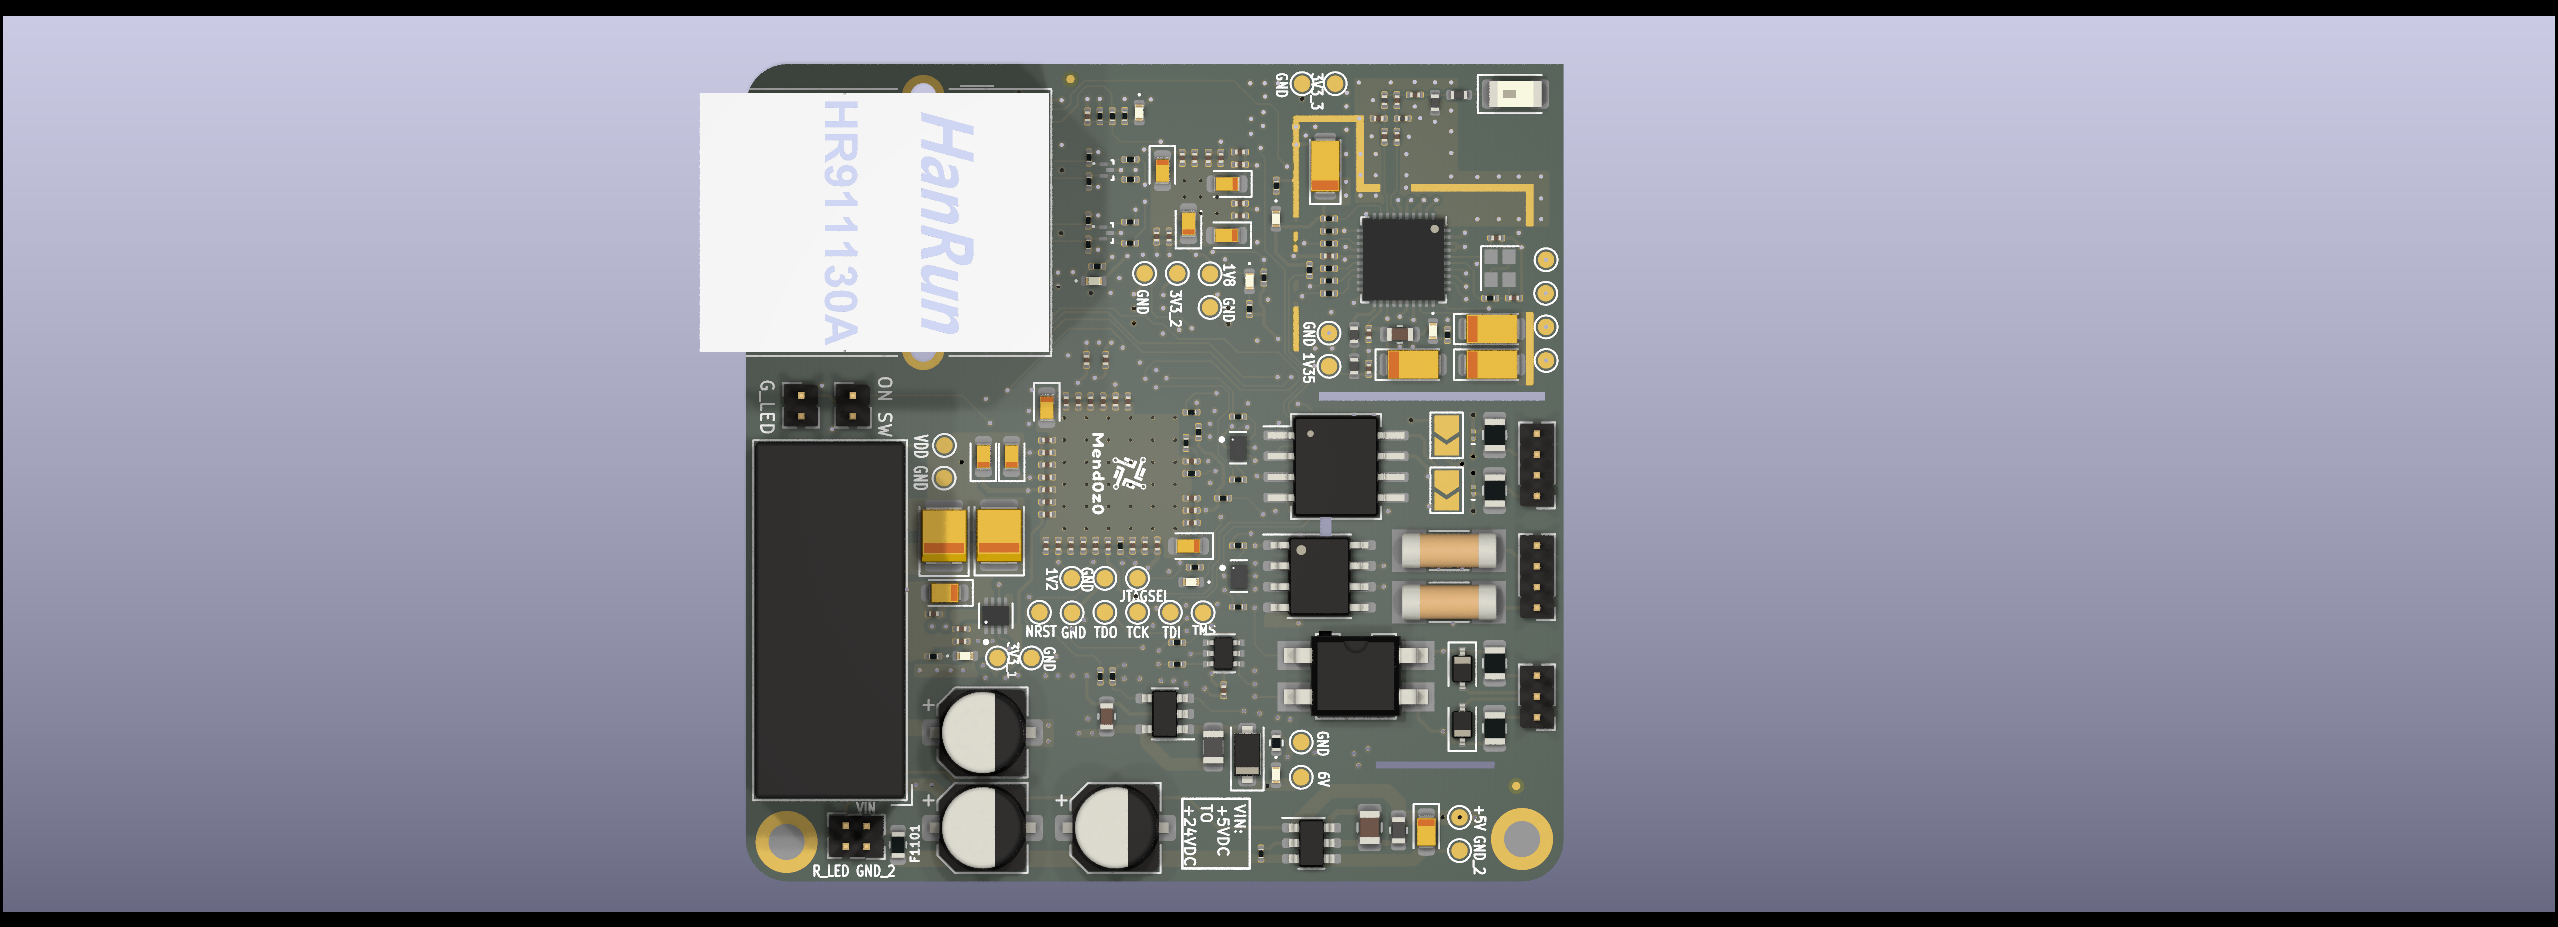 GND
3V3_3
HanRun
HR911130A
1V8
GND
3V3_2
GND
GND
1V35
G_LED
ON
SW
VDD
GND
Mend0z0
1V2
GND
JTAGSEL
NRST
GND
TDO
TCK
TDI
TMS
3V3_1
GND
GND
6V
VIN
F1101
R_LED GND_2
VIN:
+5VDC
TO
+24VDC
+5V
GND_2